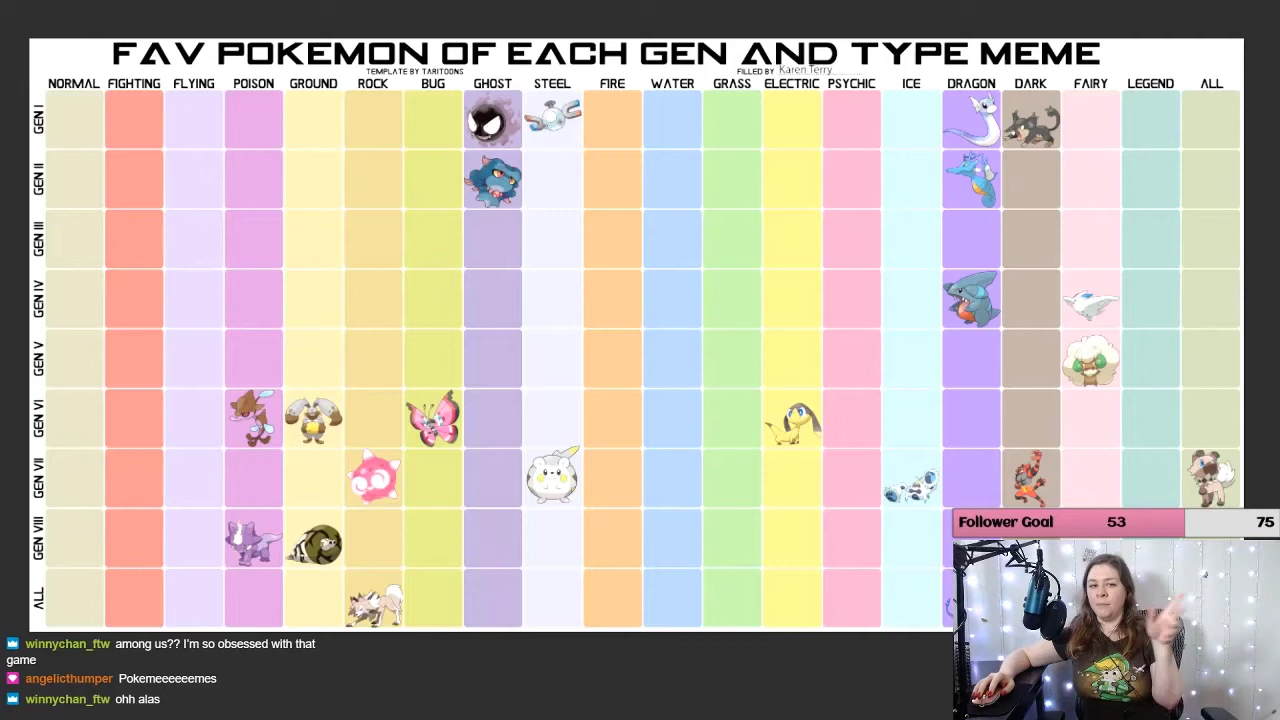 FAV POKEMON OF EACH GEN AND TYPE MEME
TEMPLATE BY TARITOONS
FILLED BY Karen Terry
NORMAL FIGHTING FLYING POISON GROUND ROCK BUG GHOST STEEL FIRE WATER GRASS ELECTRIC PSYCHIC ICE DRAGON DARK FAIRY LEGEND ALL
GEN I
GEN II
GEN III
GEN IV
GEN V
GEN VI
GEN VII
GEN VIII
ALL
Follower Goal 53 75
winnychan_ftw among us?? I'm so obsessed with that
game
angelicthumper Pokemeeeeeemes
winnychan_ftw ohh alas